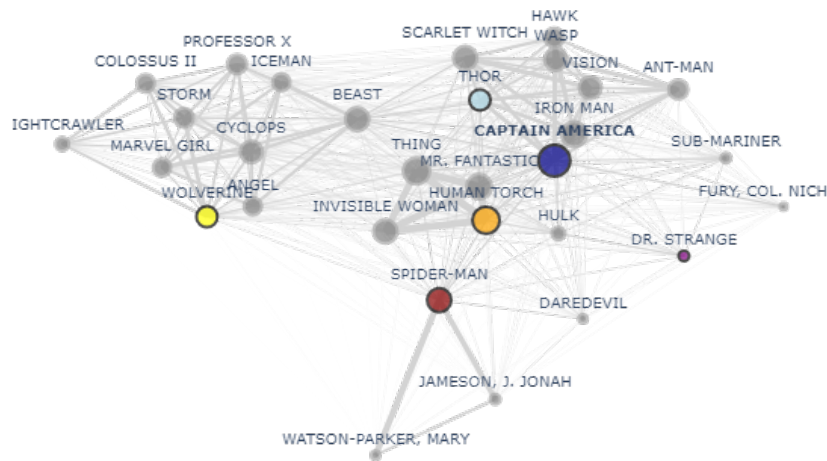 HAWK
SCARLET WITCH
WASP
PROFESSOR X
COLOSSUS II
ICEMAN
VISION
ANT-MAN
THOR
STORM
BEAST
IRON MAN
IGHTCRAWLER
CYCLOPS
CAPTAIN AMERICA
MARVEL GIRL
THING
SUB-MARINER
MR. FANTASTIC
WOLVERINE
ANGEL
HUMAN TORCH
FURY, COL. NICH
INVISIBLE WOMAN
HULK
DR. STRANGE
SPIDER-MAN
DAREDEVIL
JAMESON, J. JONAH
WATSON-PARKER, MARY